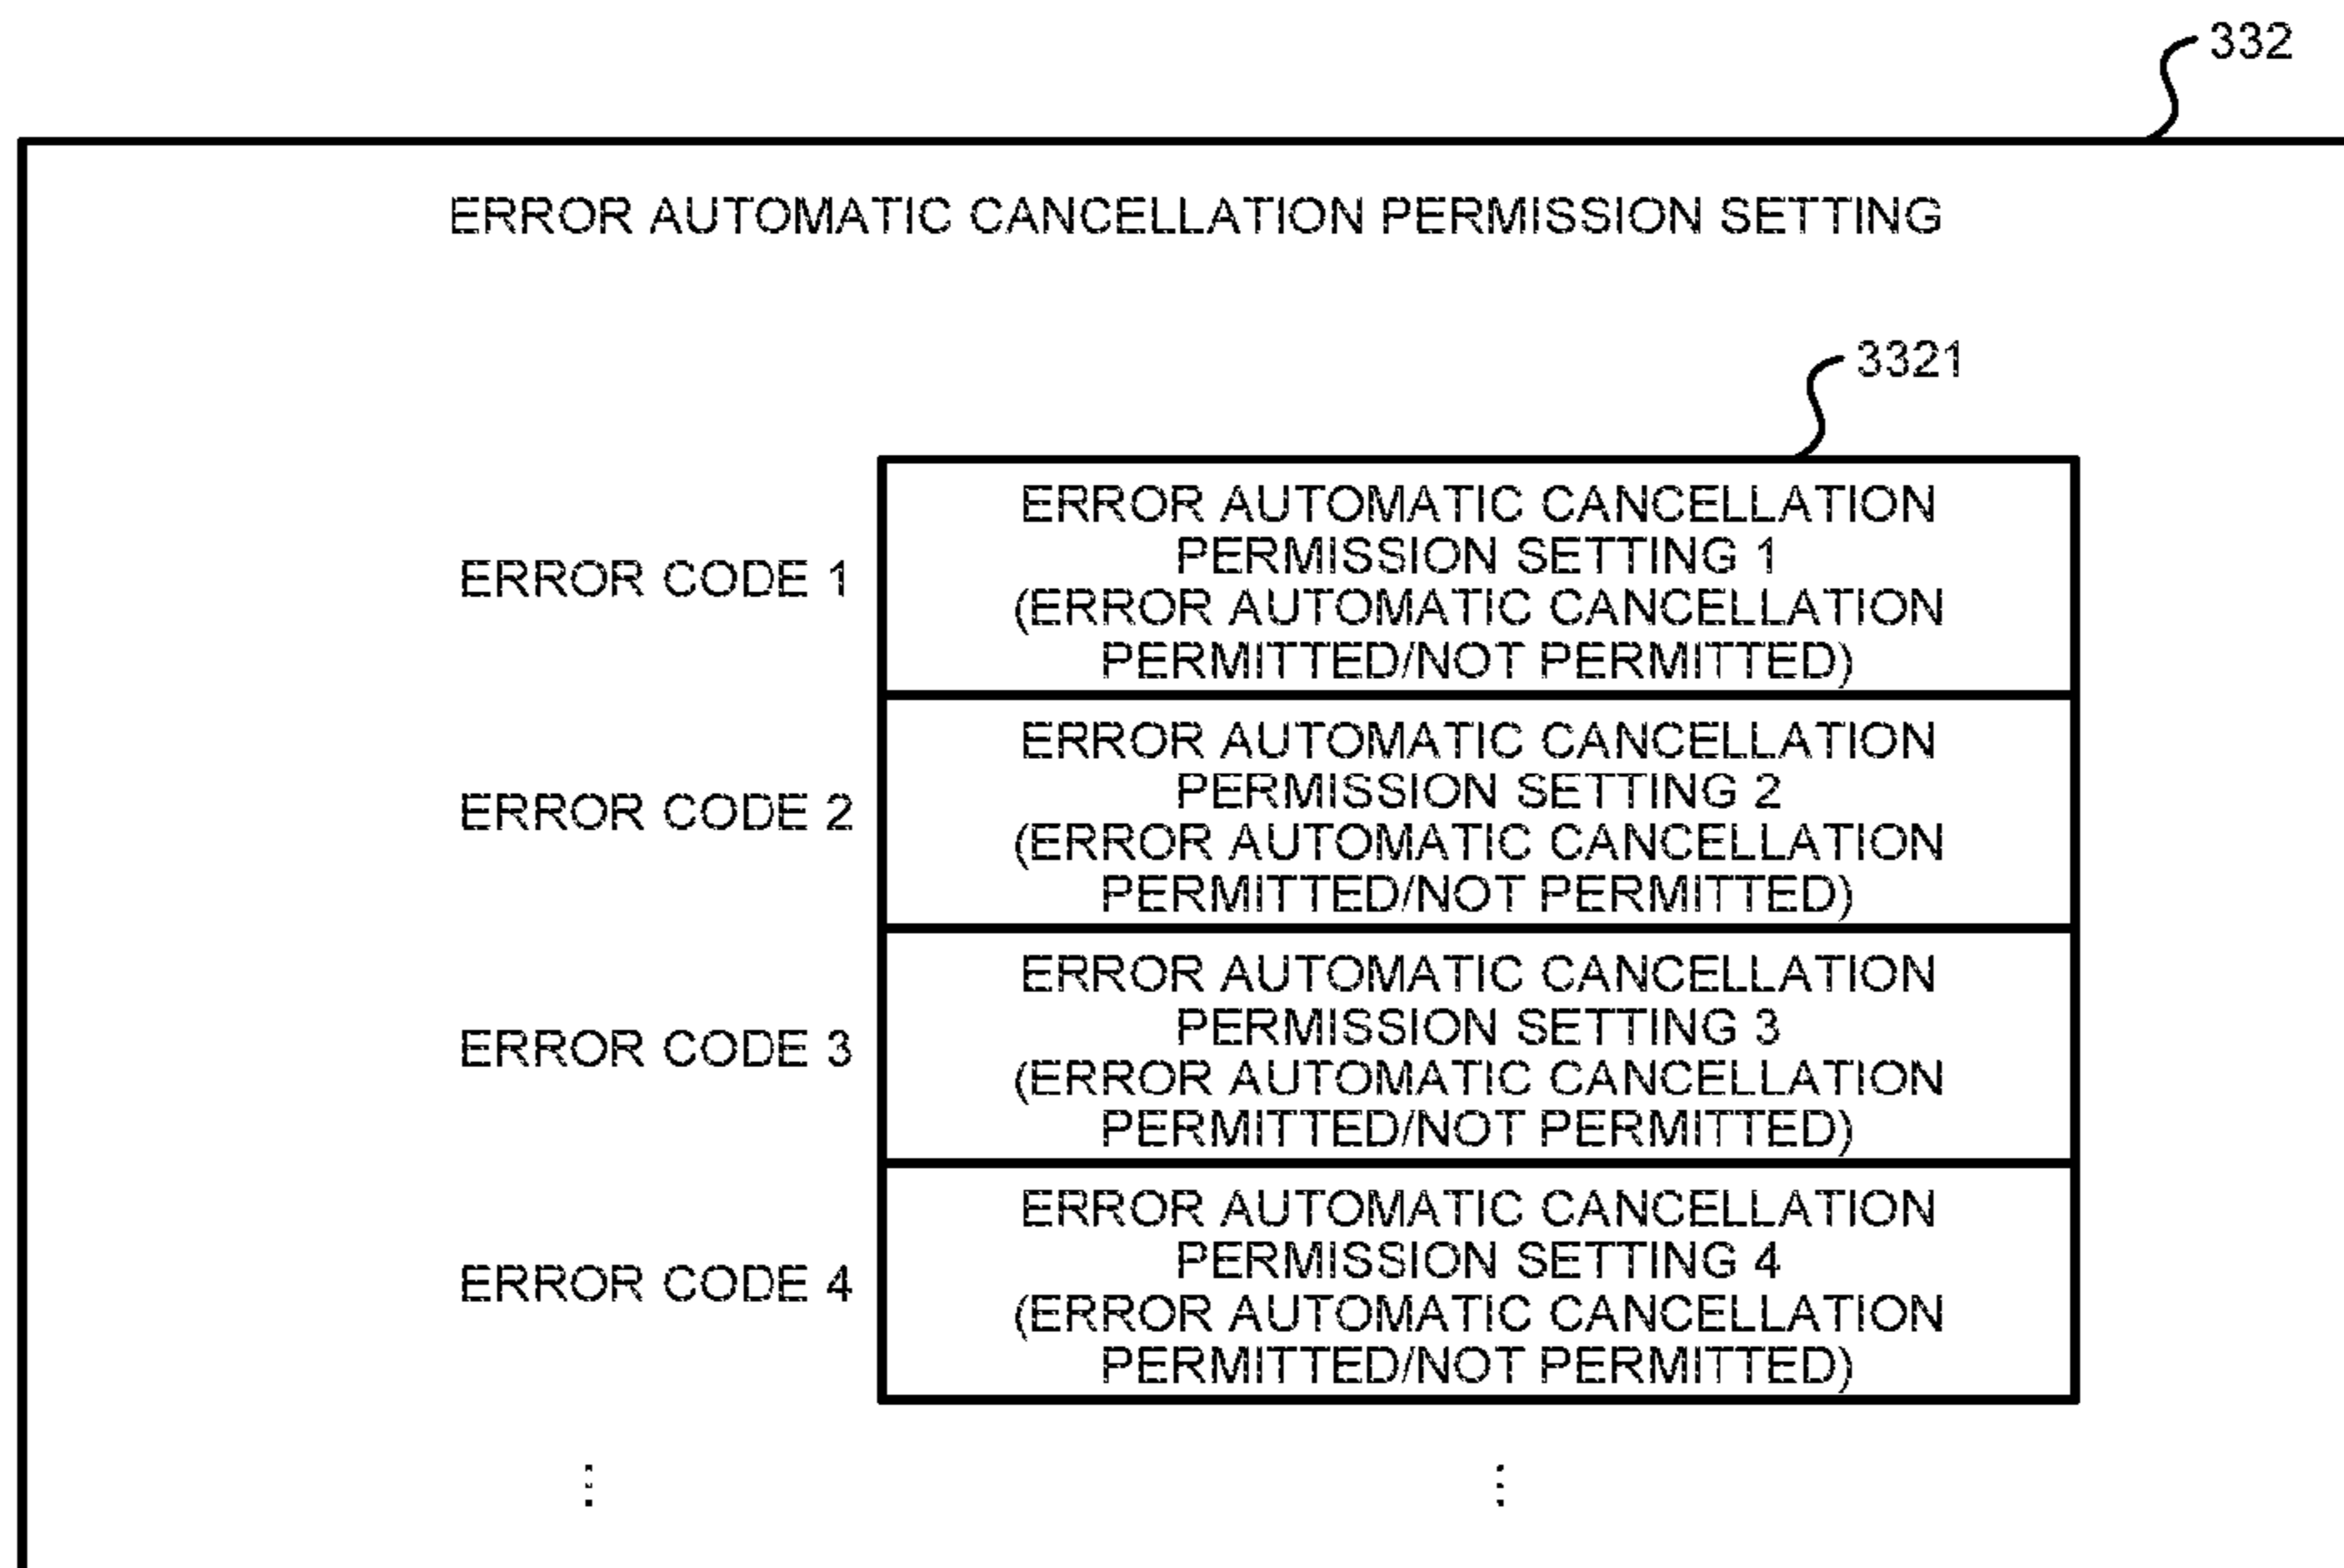 332
ERROR AUTOMATIC CANCELLATION PERMISSION SETTING
3321
ERROR CODE 1
ERROR AUTOMATIC CANCELLATION
PERMISSION SETTING 1
(ERROR AUTOMATIC CANCELLATION
PERMITTED/NOT PERMITTED)
ERROR CODE 2
ERROR AUTOMATIC CANCELLATION
PERMISSION SETTING 2
(ERROR AUTOMATIC CANCELLATION
PERMITTED/NOT PERMITTED)
ERROR CODE 3
ERROR AUTOMATIC CANCELLATION
PERMISSION SETTING 3
(ERROR AUTOMATIC CANCELLATION
PERMITTED/NOT PERMITTED)
ERROR CODE 4
ERROR AUTOMATIC CANCELLATION
PERMISSION SETTING 4
(ERROR AUTOMATIC CANCELLATION
PERMITTED/NOT PERMITTED)
⋮ ⋮